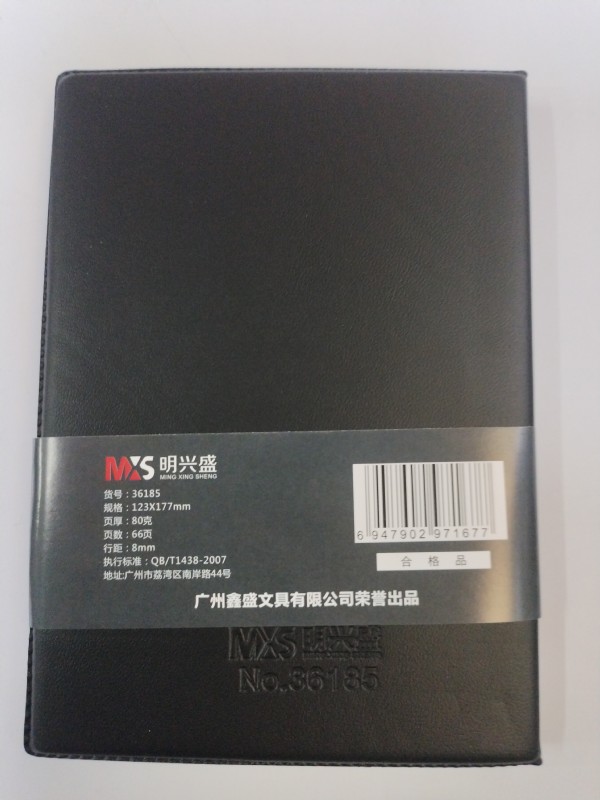 MXS 明兴盛
MING XING SHENG
货号：36185
规格：123X177mm
页厚：80克
页数：66页
行距：8mm
执行标准：QB/T1438-2007
地址:广州市荔湾区南岸路44号
6 947902 971677
合格品
广州鑫盛文具有限公司荣誉出品
MXS 明兴盛
No.36185